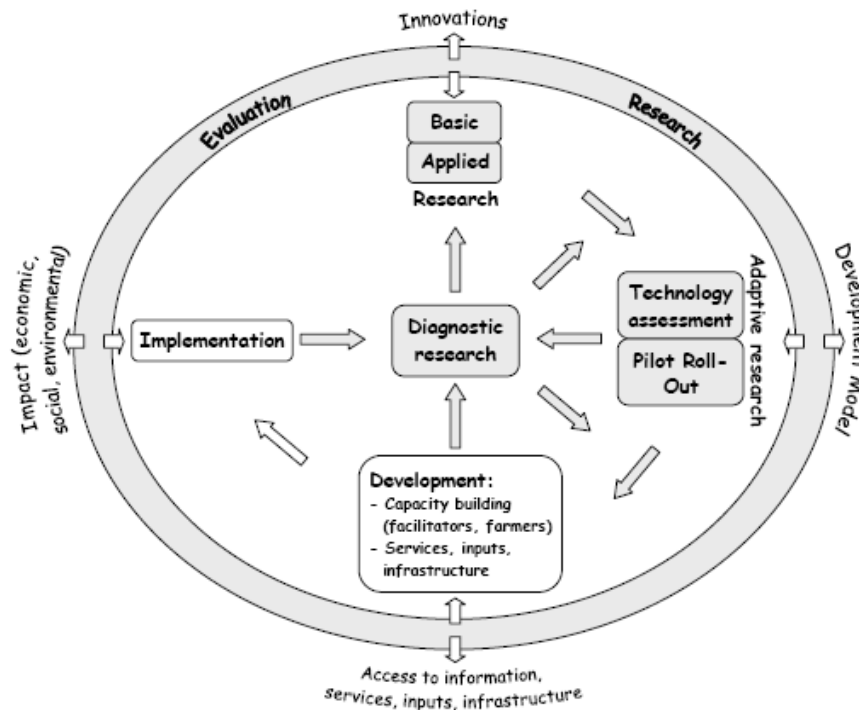 Innovations
Evaluation
Research
Basic
Applied
Research
Impact (economic,
social, environmental)
Implementation
Diagnostic
research
Technology
assessment
Pilot Roll-
Out
Adaptive research
Development Model
Development:
- Capacity building
(facilitators, farmers)
- Services, inputs,
infrastructure
Access to information,
services, inputs, infrastructure